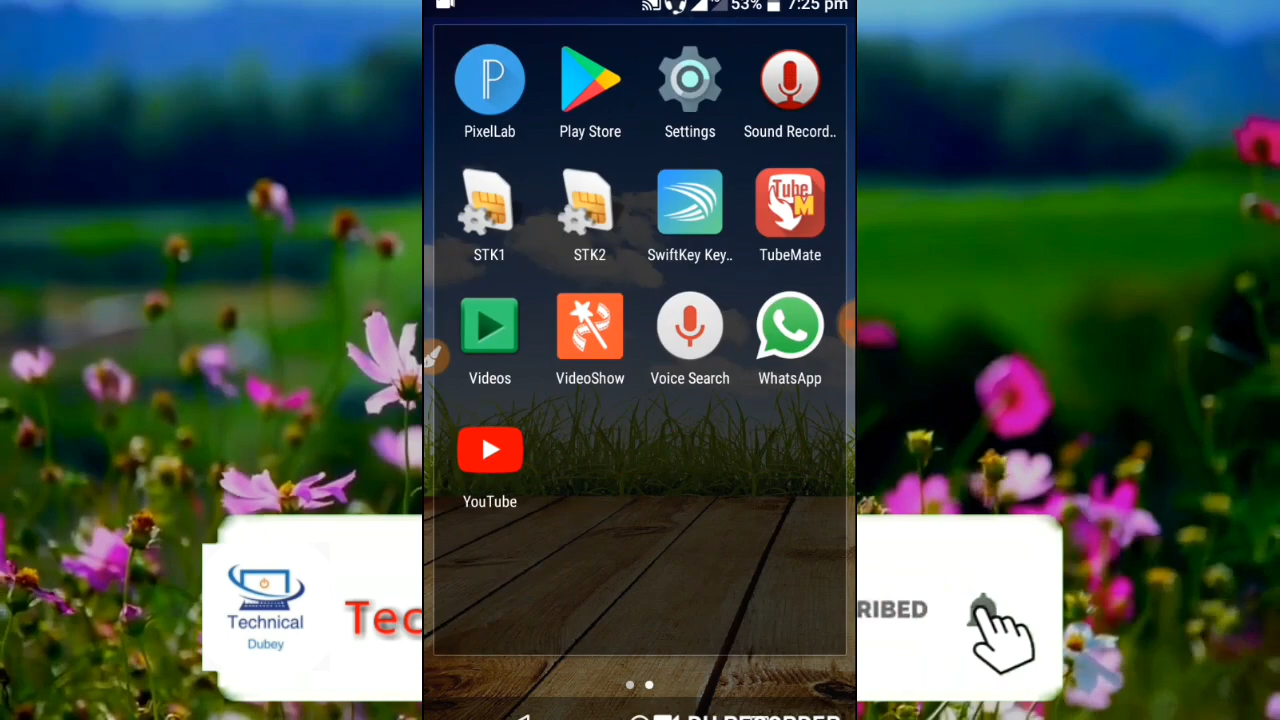 53% 7:25 pm
PixelLab Play Store Settings Sound Record..
Tube
M
STK1 STK2 SwiftKey Key.. TubeMate
Videos VideoShow Voice Search WhatsApp
YouTube
Technical
Dubey
Tec
RIBED
RECORDER